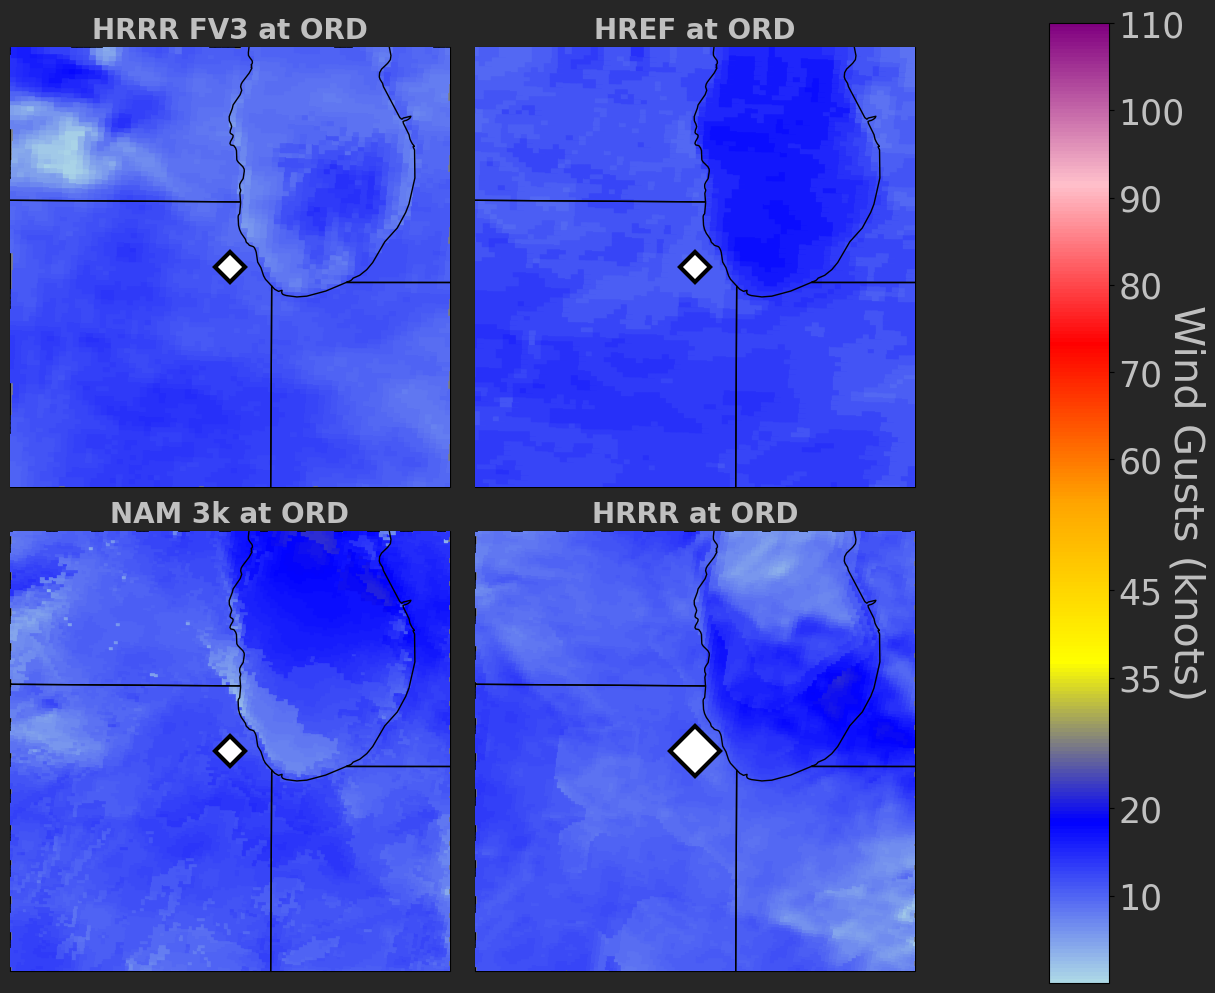 HRRR FV3 at ORD
HREF at ORD
NAM 3k at ORD
HRRR at ORD
110
100
90
80
70
60
45
35
20
10
Wind Gusts (knots)